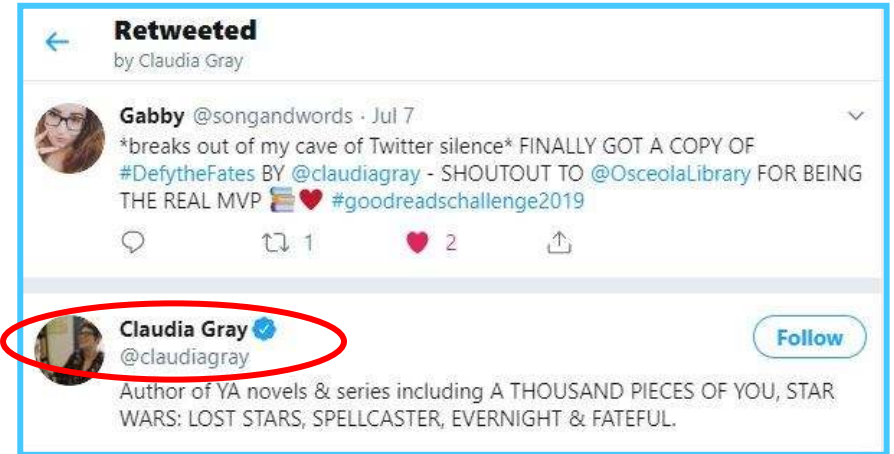 Retweeted
by Claudia Gray
Gabby @songandwords · Jul 7
*breaks out of my cave of Twitter silence* FINALLY GOT A COPY OF
#DefytheFates BY @claudiagray - SHOUTOUT TO @OsceolaLibrary FOR BEING
THE REAL MVP 📚❤️ #goodreadschallenge2019
1 2
Claudia Gray
Follow
@claudiagray
Author of YA novels & series including A THOUSAND PIECES OF YOU, STAR
WARS: LOST STARS, SPELLCASTER, EVERNIGHT & FATEFUL.